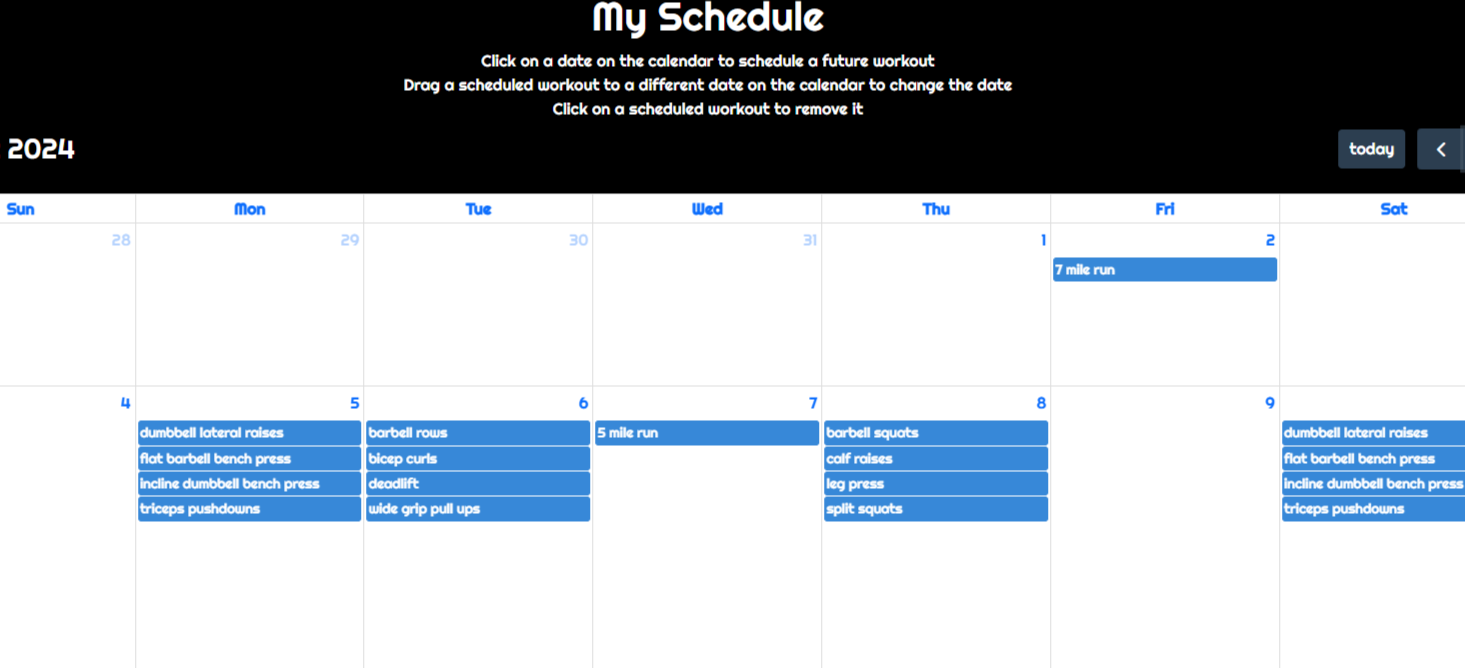 My Schedule
Click on a date on the calendar to schedule a future workout
Drag a scheduled workout to a different date on the calendar to change the date
Click on a scheduled workout to remove it
2024 today
Sun Mon Tue Wed Thu Fri Sat
28 29 30 31 1 2
7 mile run
4 5 6 7 8 9
dumbbell lateral raises barbell rows 5 mile run barbell squats dumbbell lateral raises
flat barbell bench press bicep curls calf raises flat barbell bench press
incline dumbbell bench press deadlift leg press incline dumbbell bench press
triceps pushdowns wide grip pull ups split squats triceps pushdowns